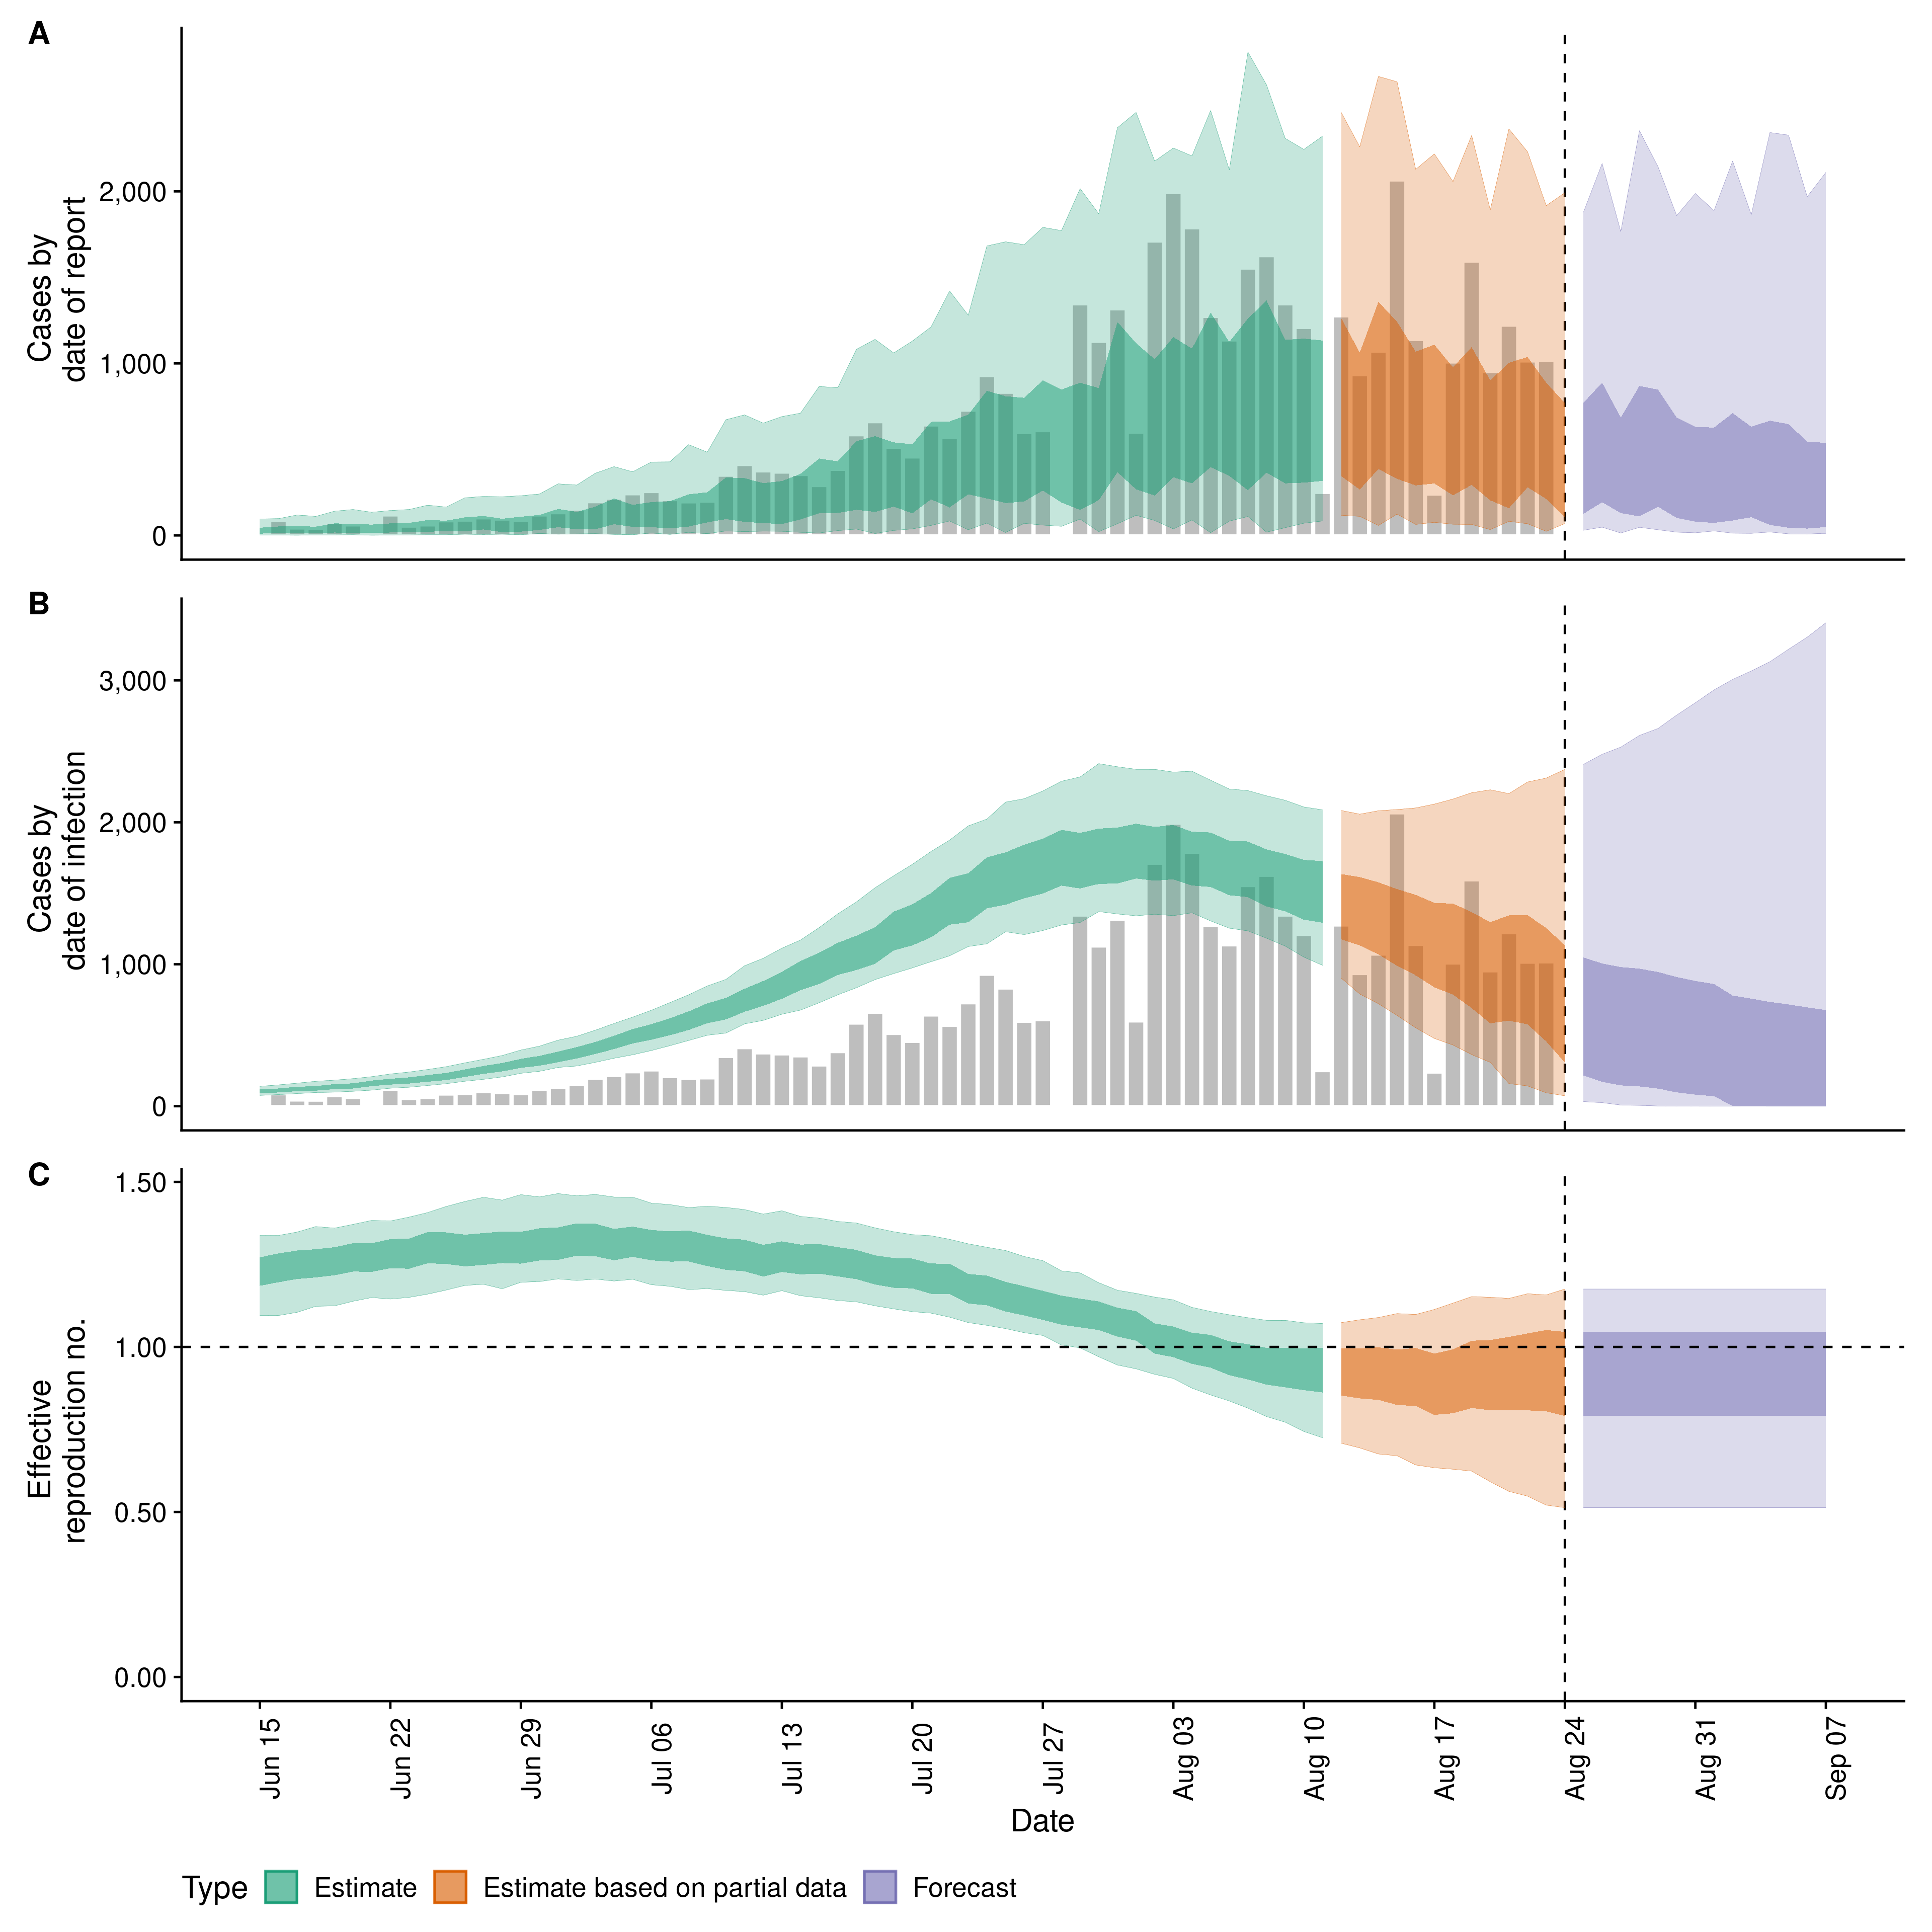 A
Cases by
date of report
2,000
1,000
0
B
Cases by
date of infection
3,000
2,000
1,000
0
C
Effective
reproduction no.
1.50
1.00
0.50
0.00
Jun 15
Jun 22
Jun 29
Jul 06
Jul 13
Jul 20
Jul 27
Aug 03
Aug 10
Aug 17
Aug 24
Aug 31
Sep 07
Date
Type Estimate Estimate based on partial data Forecast